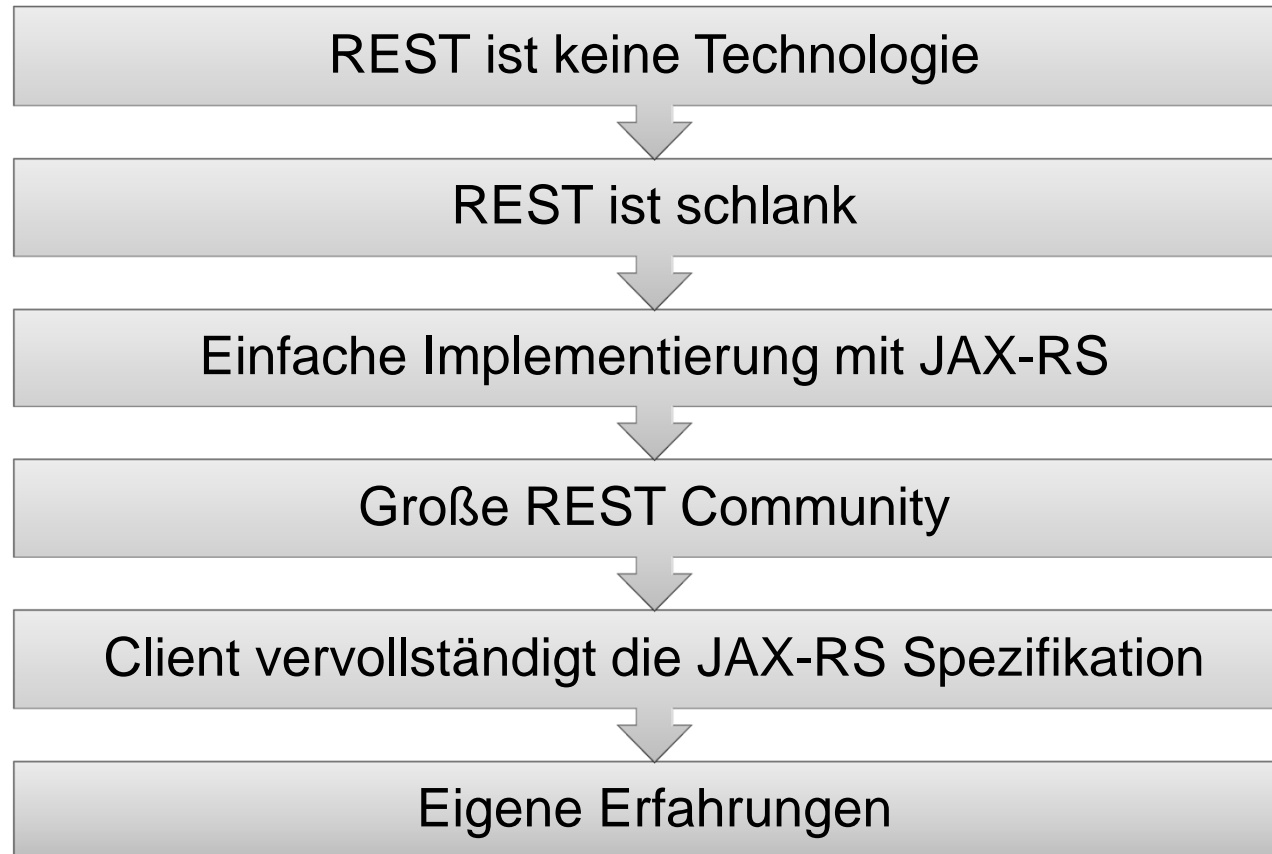 REST ist keine Technologie
REST ist schlank
Einfache Implementierung mit JAX-RS
Große REST Community
Client vervollständigt die JAX-RS Spezifikation
Eigene Erfahrungen